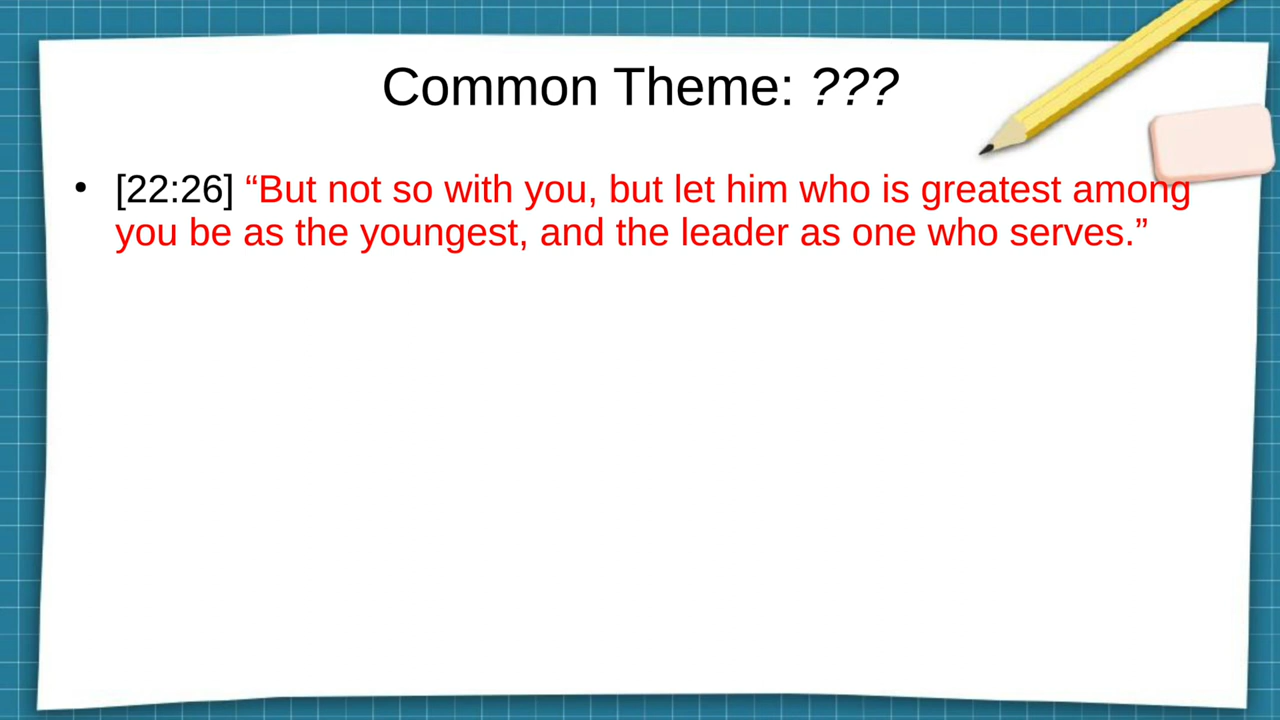 Common Theme: ???
• [22:26] “But not so with you, but let him who is greatest among
you be as the youngest, and the leader as one who serves.”